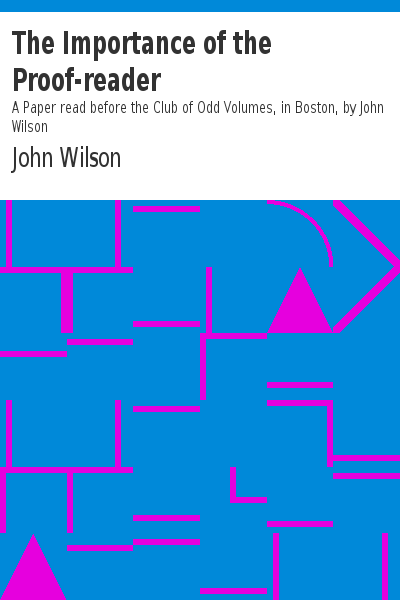 The Importance of the
Proof-reader
A Paper read before the Club of Odd Volumes, in Boston, by John
Wilson
John Wilson